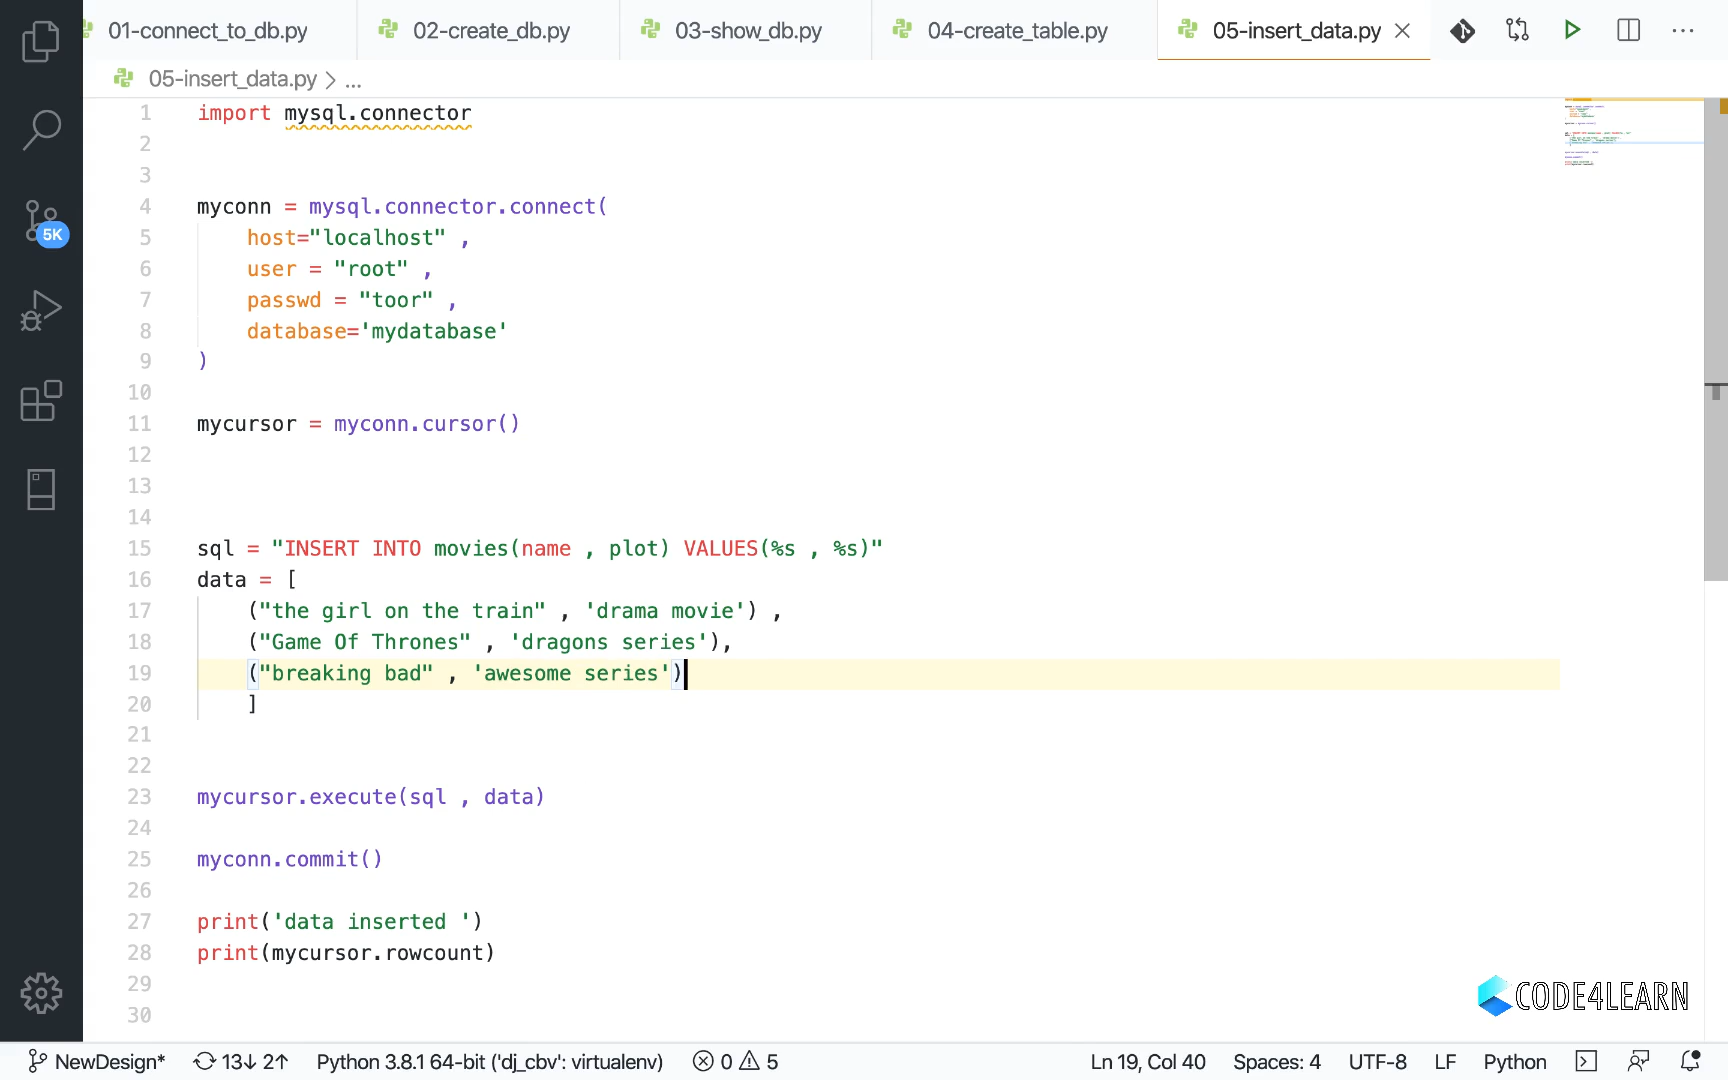 01-connect_to_db.py 02-create_db.py 03-show_db.py 04-create_table.py 05-insert_data.py
05-insert_data.py > ...
1 import mysql.connector
2
3
4 myconn = mysql.connector.connect(
5 host="localhost" ,
6 user = "root" ,
7 passwd = "toor" ,
8 database='mydatabase'
9 )
10
11 mycursor = myconn.cursor()
12
13
14
15 sql = "INSERT INTO movies(name , plot) VALUES(%s , %s)"
16 data = [
17 ("the girl on the train" , 'drama movie') ,
18 ("Game Of Thrones" , 'dragons series'),
19 ("breaking bad" , 'awesome series')
20 ]
21
22
23 mycursor.execute(sql , data)
24
25 myconn.commit()
26
27 print('data inserted ')
28 print(mycursor.rowcount)
29
30
5K
CODE4LEARN
NewDesign* 13↓ 2↑ Python 3.8.1 64-bit ('dj_cbv': virtualenv) 0 5 Ln 19, Col 40 Spaces: 4 UTF-8 LF Python